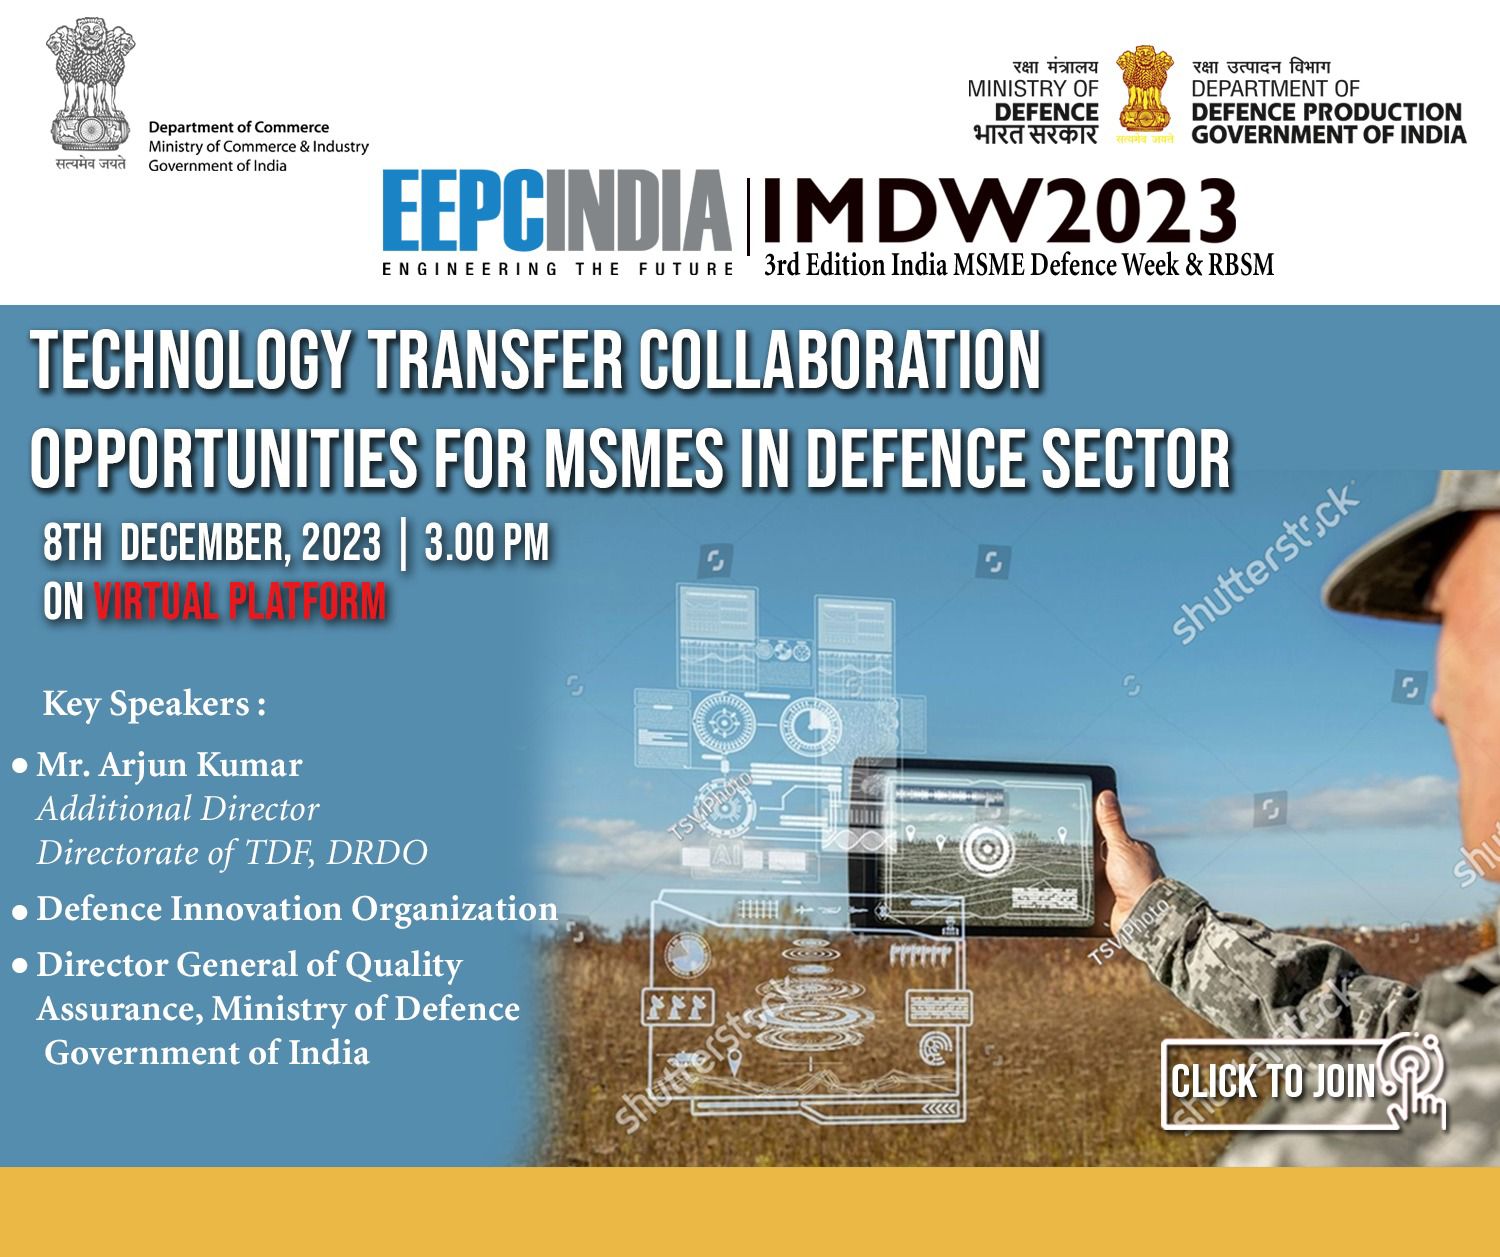 सत्यमेव जयते
Department of Commerce
Ministry of Commerce & Industry
Government of India
रक्षा मंत्रालय
MINISTRY OF
DEFENCE
भारत सरकार
सत्यमेव जयते
रक्षा उत्पादन विभाग
DEPARTMENT OF
DEFENCE PRODUCTION
GOVERNMENT OF INDIA
EEPCINDIA
ENGINEERING THE FUTURE
IMDW2023
3rd Edition India MSME Defence Week & RBSM
TECHNOLOGY TRANSFER COLLABORATION
OPPORTUNITIES FOR MSMES IN DEFENCE SECTOR
8TH DECEMBER, 2023 | 3.00 PM
ON VIRTUAL PLATFORM
Key Speakers :
• Mr. Arjun Kumar
Additional Director
Directorate of TDF, DRDO
• Defence Innovation Organization
• Director General of Quality
Assurance, Ministry of Defence
Government of India
shutterstock
TSViPhoto
AI
TSViPhoto
shutterstock
shutterstock
CLICK TO JOIN